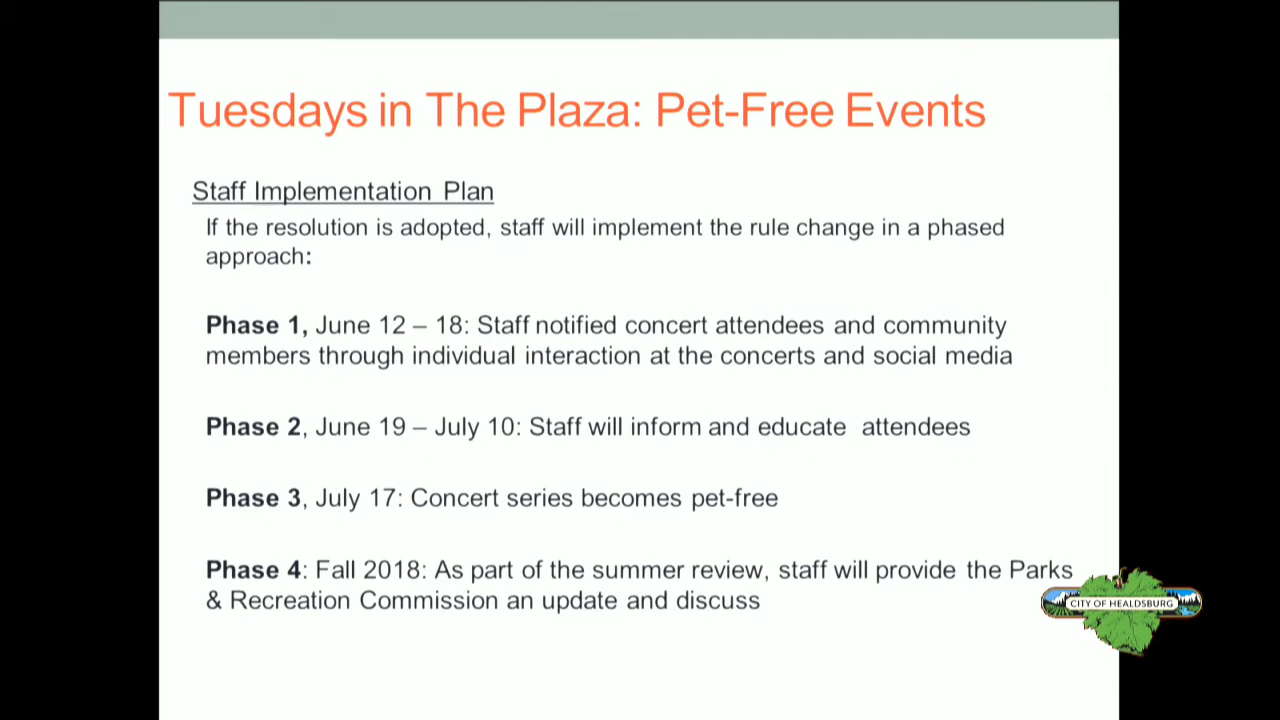 Tuesdays in The Plaza: Pet-Free Events
Staff Implementation Plan
If the resolution is adopted, staff will implement the rule change in a phased
approach:
Phase 1, June 12 – 18: Staff notified concert attendees and community
members through individual interaction at the concerts and social media
Phase 2, June 19 – July 10: Staff will inform and educate attendees
Phase 3, July 17: Concert series becomes pet-free
Phase 4: Fall 2018: As part of the summer review, staff will provide the Parks
& Recreation Commission an update and discuss
CITY OF HEALDSBURG